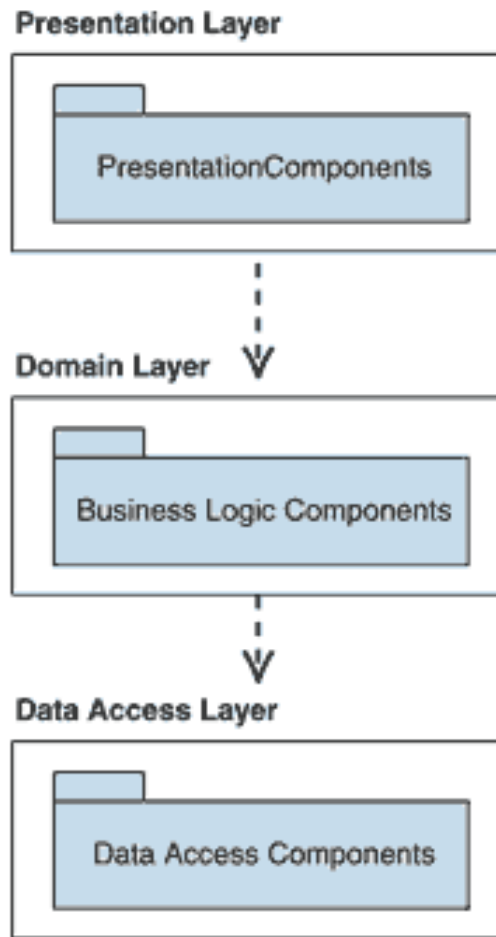 Presentation Layer
PresentationComponents
Domain Layer
Business Logic Components
Data Access Layer
Data Access Components